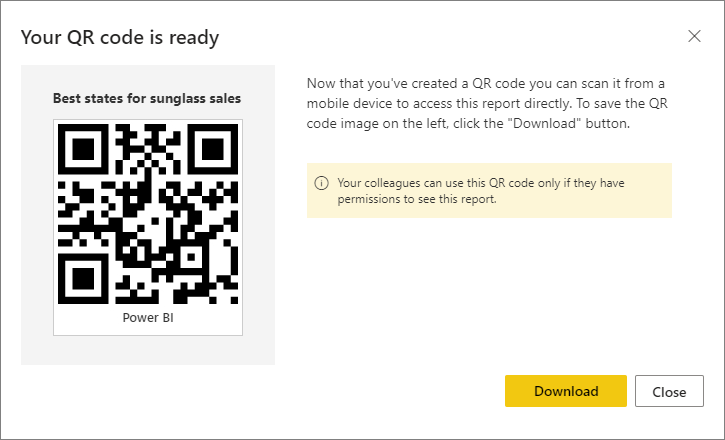 Your QR code is ready
Best states for sunglass sales
Power BI
Now that you've created a QR code you can scan it from a
mobile device to access this report directly. To save the QR
code image on the left, click the "Download" button.
Your colleagues can use this QR code only if they have
permissions to see this report.
Download
Close